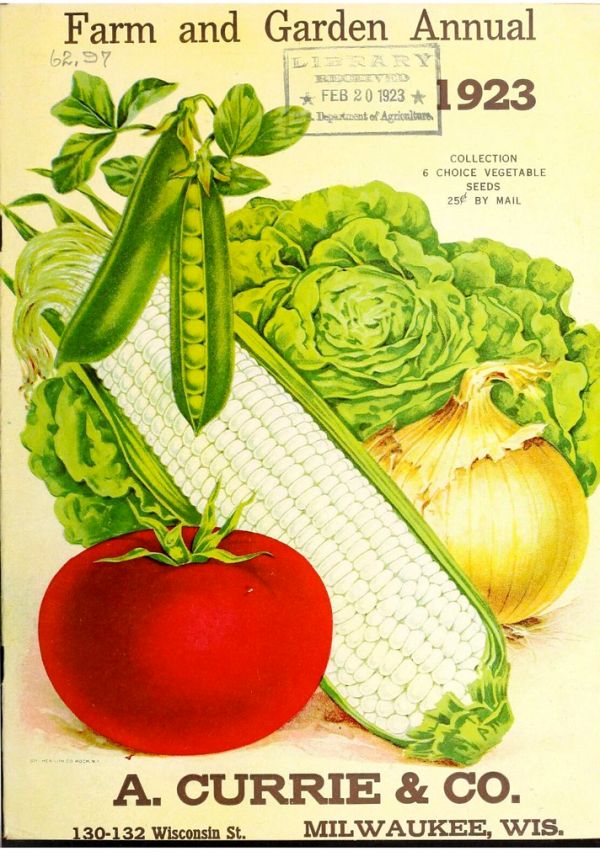 Farm and Garden Annual
62.97
LIBRARY
RECEIVED
★ FEB 20 1923 ★
Department of Agriculture.
1923
COLLECTION
6 CHOICE VEGETABLE
SEEDS
25¢ BY MAIL
A. CURRIE & CO.
130-132 Wisconsin St. MILWAUKEE, WIS.